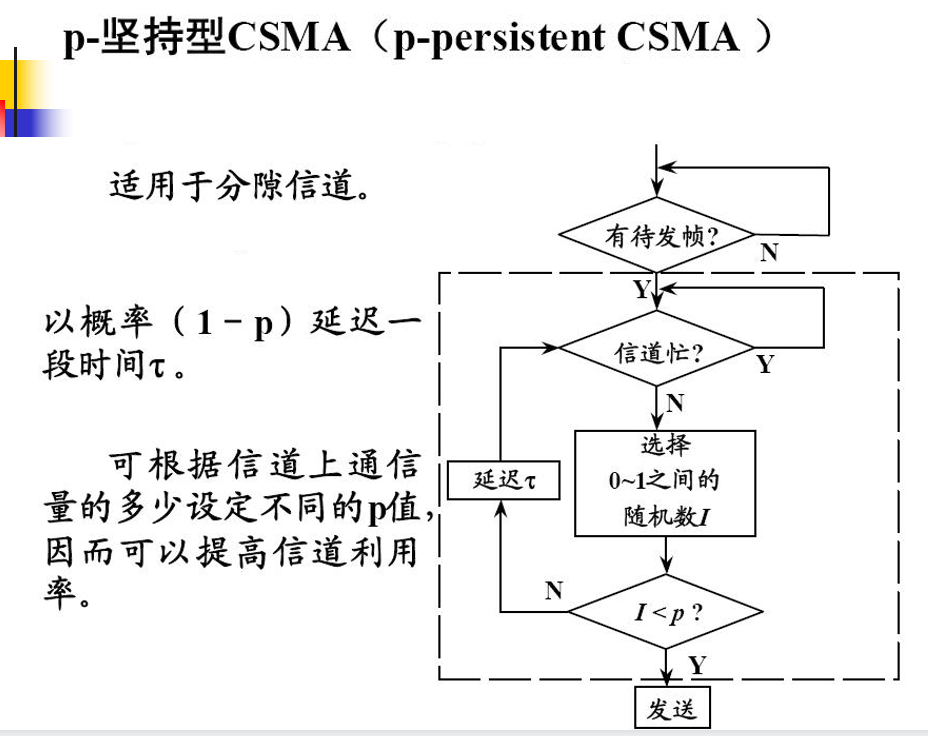 p-坚持型CSMA（p-persistent CSMA ）
适用于分隙信道。
以概率（1－p）延迟一
段时间τ。
可根据信道上通信
量的多少设定不同的p值，
因而可以提高信道利用
率。
有待发帧?
N
Y
信道忙?
Y
N
选择
0~1之间的
随机数I
延迟τ
N
I < p ?
Y
发送